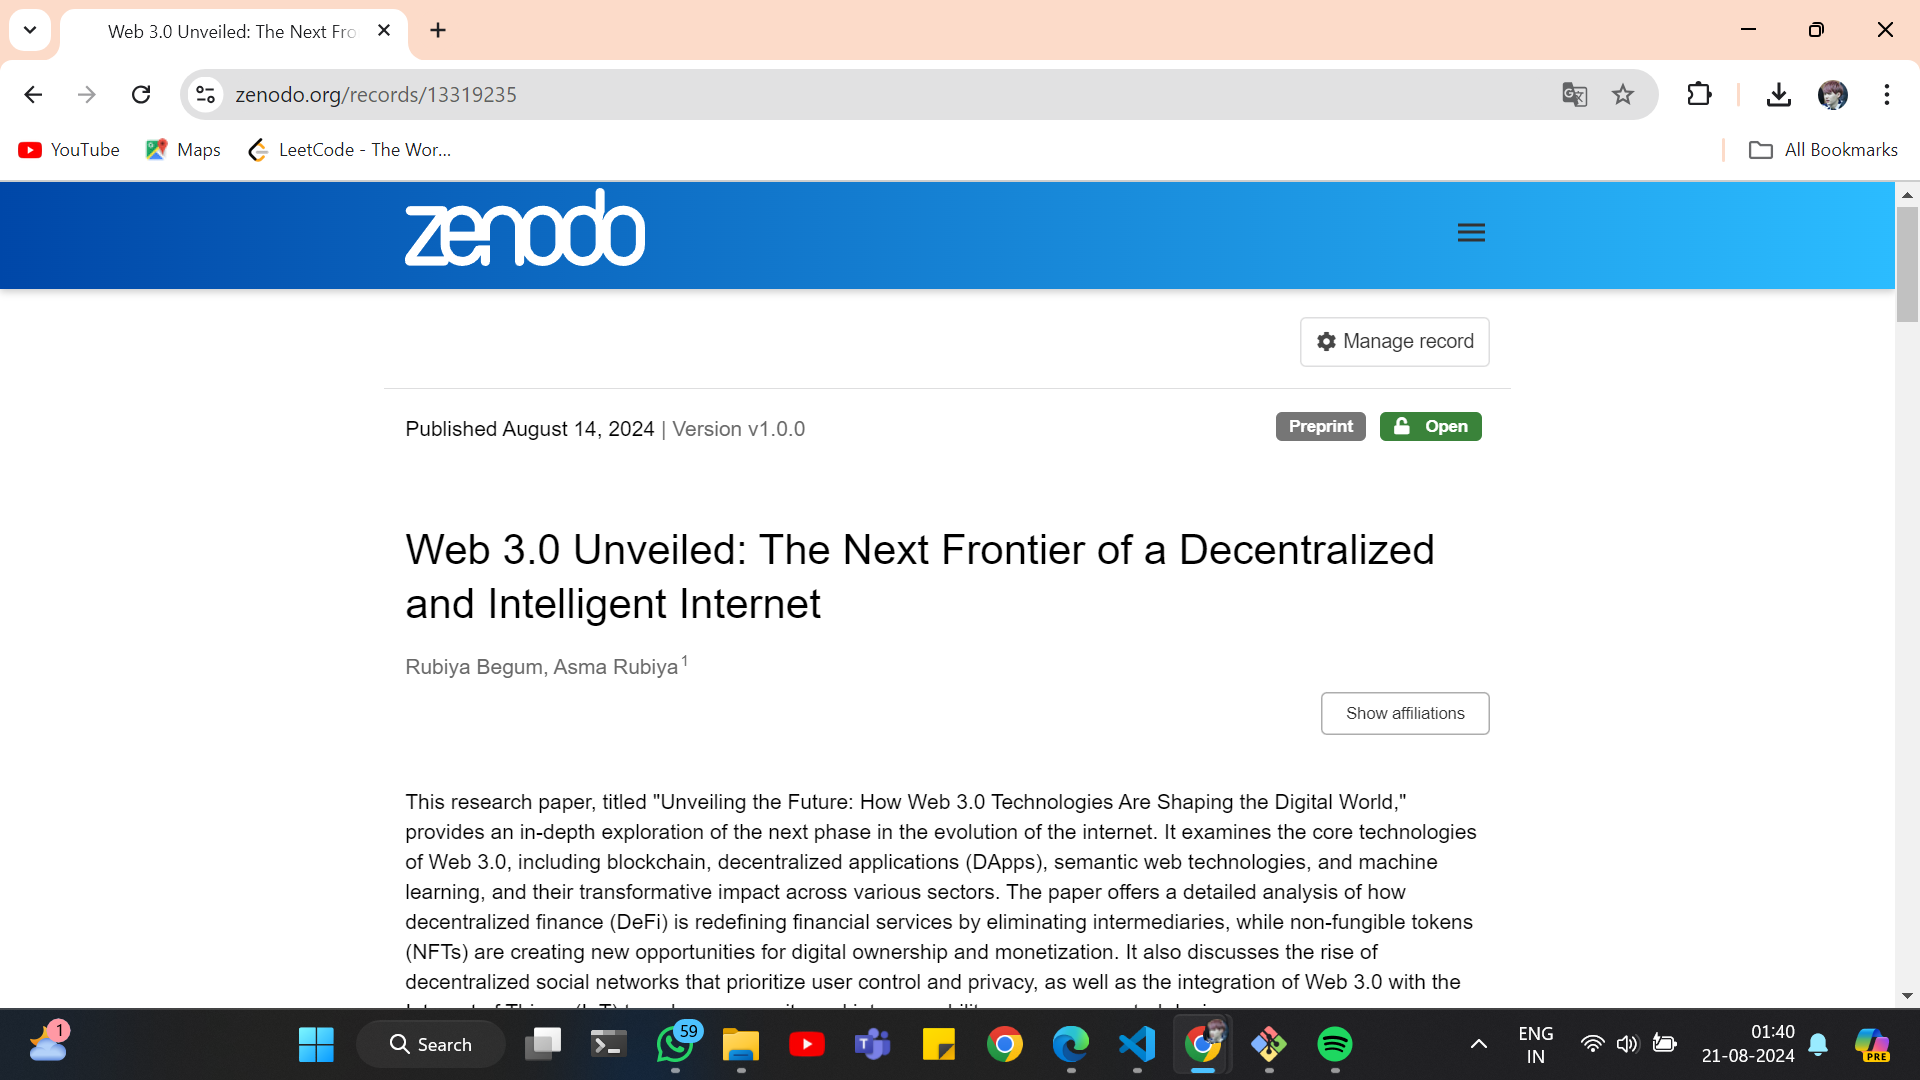 Web 3.0 Unveiled: The Next Fro
zenodo.org/records/13319235
YouTube
Maps
LeetCode - The Wor...
All Bookmarks
zenodo
Manage record
Published August 14, 2024 | Version v1.0.0
Preprint
Open
Web 3.0 Unveiled: The Next Frontier of a Decentralized
and Intelligent Internet
Rubiya Begum, Asma Rubiya 1
Show affiliations
This research paper, titled "Unveiling the Future: How Web 3.0 Technologies Are Shaping the Digital World,"
provides an in-depth exploration of the next phase in the evolution of the internet. It examines the core technologies
of Web 3.0, including blockchain, decentralized applications (DApps), semantic web technologies, and machine
learning, and their transformative impact across various sectors. The paper offers a detailed analysis of how
decentralized finance (DeFi) is redefining financial services by eliminating intermediaries, while non-fungible tokens
(NFTs) are creating new opportunities for digital ownership and monetization. It also discusses the rise of
decentralized social networks that prioritize user control and privacy, as well as the integration of Web 3.0 with the
1
Search
59
ENG
IN
01:40
21-08-2024
PRE